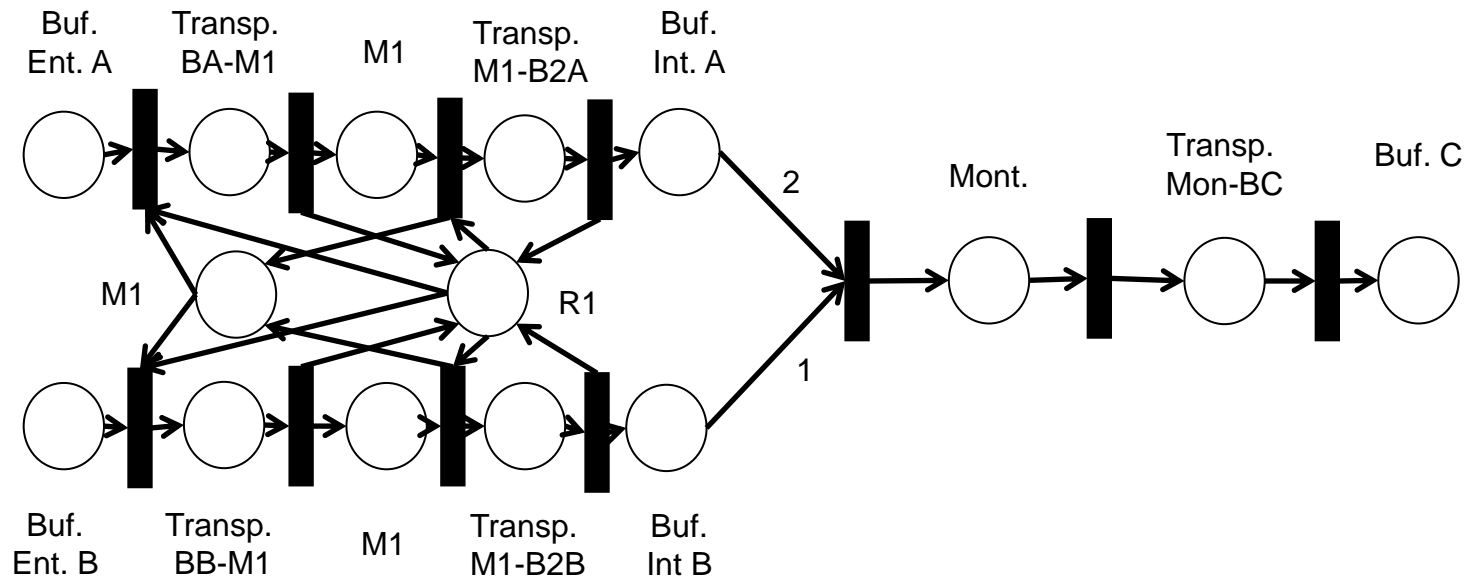 Buf.
Ent. A
Transp.
BA-M1
M1
Transp.
M1-B2A
Buf.
Int. A
2
Mont.
Transp.
Mon-BC
Buf. C
M1
R1
1
Buf.
Ent. B
Transp.
BB-M1
M1
Transp.
M1-B2B
Buf.
Int B